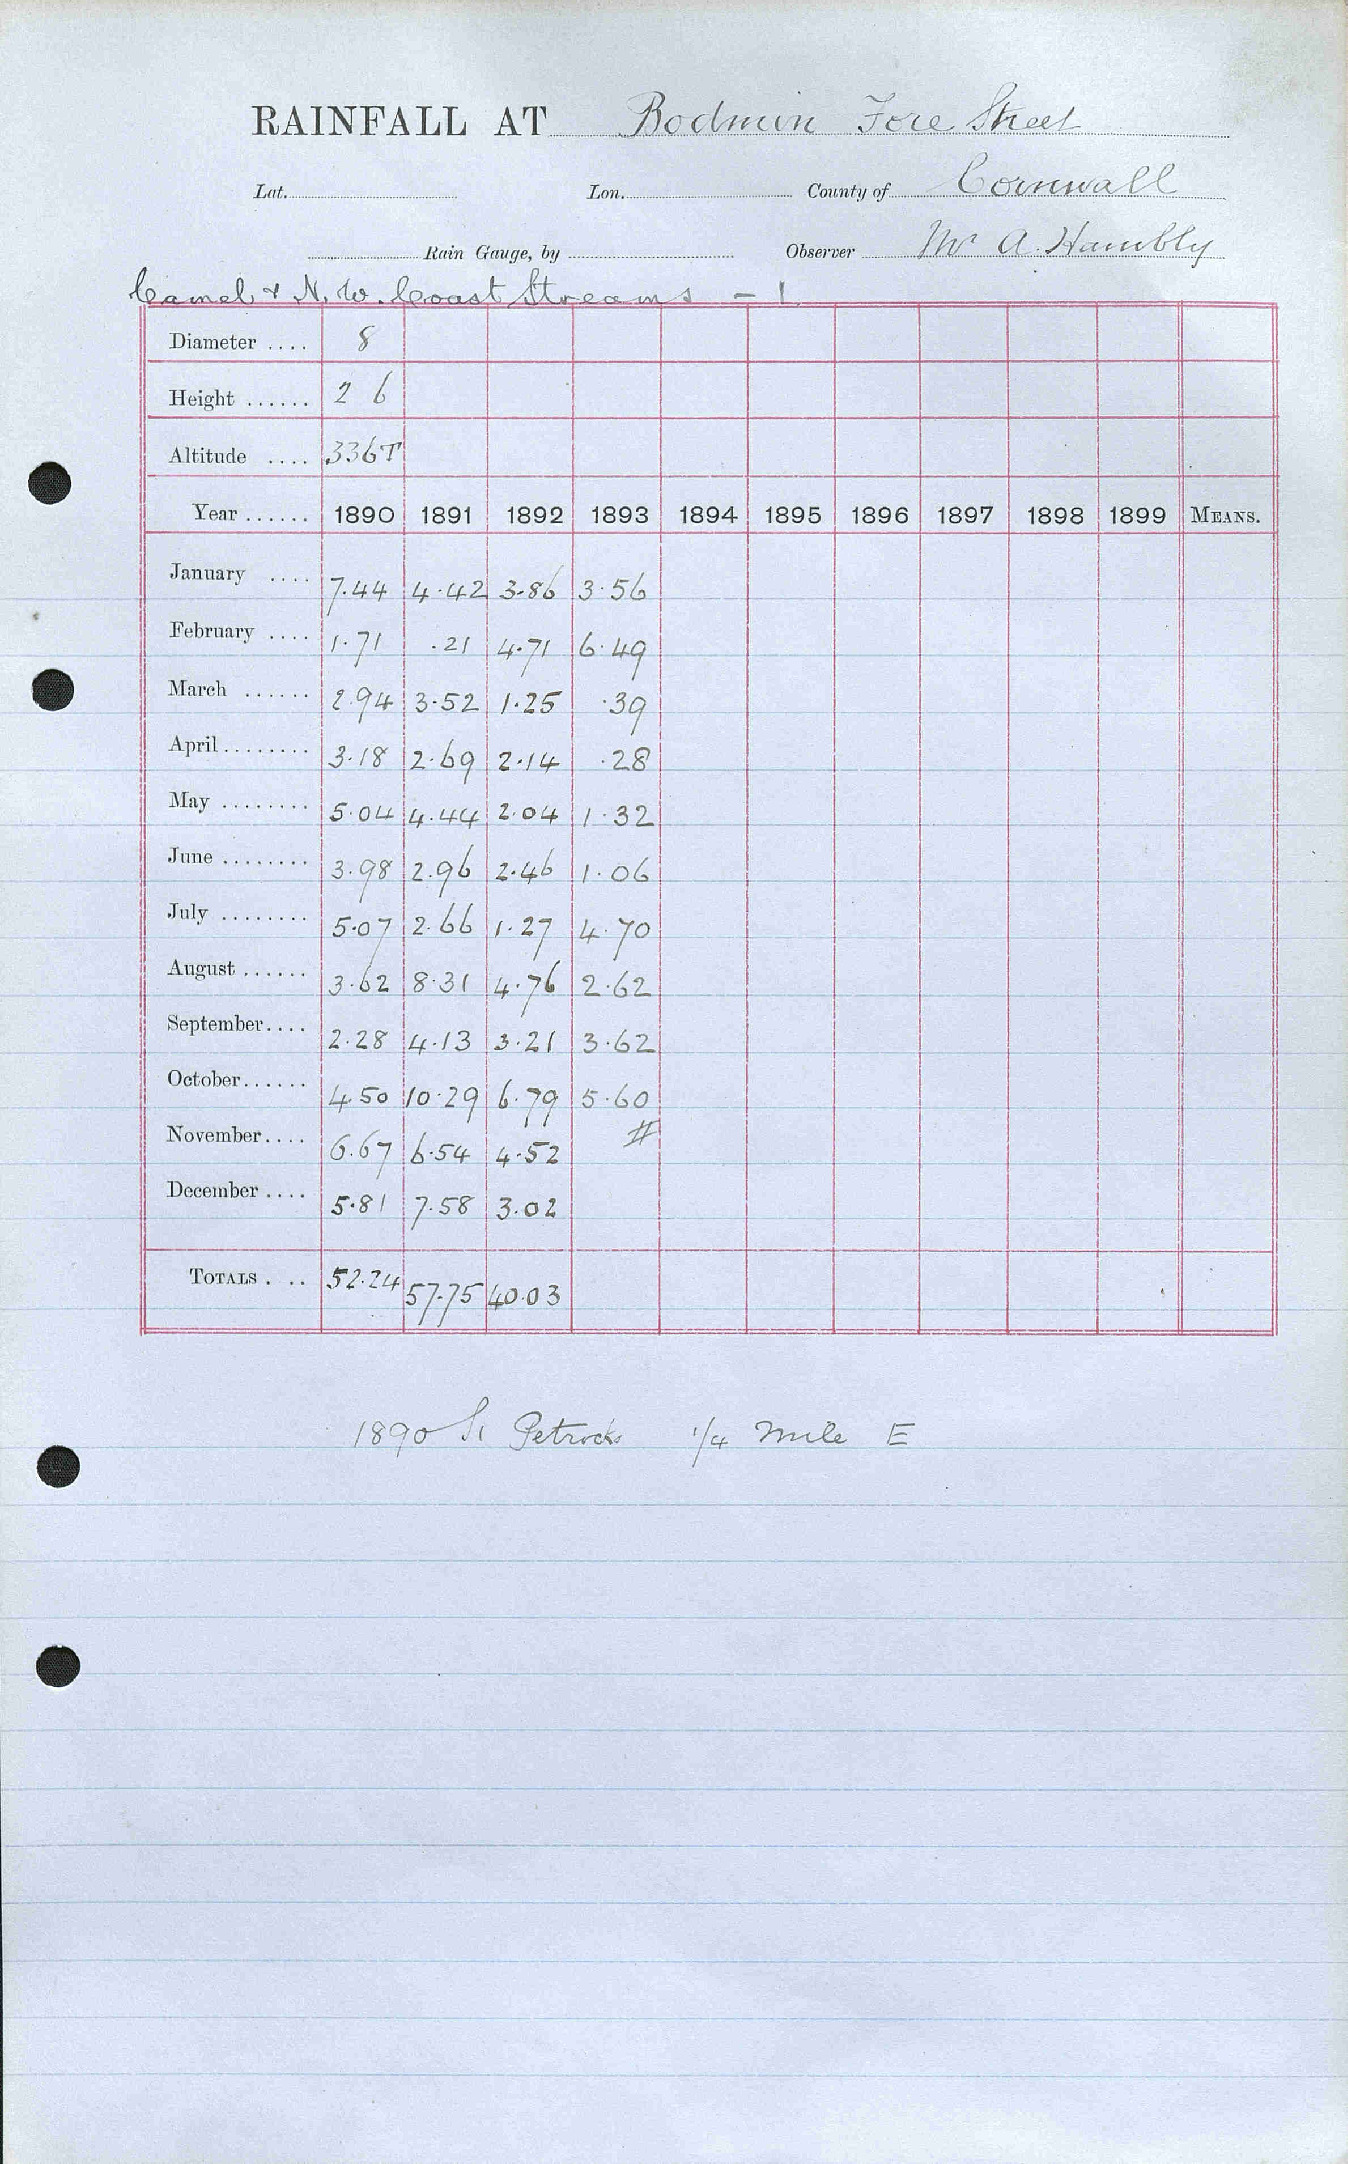 RAINFALL AT Bodmin Fore Street
Lat. Lon. County of Cornwall
Rain Gauge, by Observer Mr A. Hambly
Camel & N. W. Coast Streams - 1
Diameter .... 8
Height ...... 2 6
Altitude .... 336T
Year ...... 1890 1891 1892 1893 1894 1895 1896 1897 1898 1899 MEANS.
January .... 7.44 4.42 3.86 3.56
February .... 1.71 .21 4.71 6.49
March ...... 2.94 3.52 1.25 .39
April ........ 3.18 2.69 2.14 .28
May ........ 5.04 4.44 2.04 1.32
June ........ 3.98 2.96 2.46 1.06
July ........ 5.07 2.66 1.27 4.70
August ...... 3.62 8.31 4.76 2.62
September.... 2.28 4.13 3.21 3.62
October...... 4.50 10.29 6.79 5.60
November.... 6.67 6.54 4.52 #
December .... 5.81 7.58 3.02
TOTALS . .. 52.24 57.75 40.03
1890 St Petrocks 1/4 Mile E